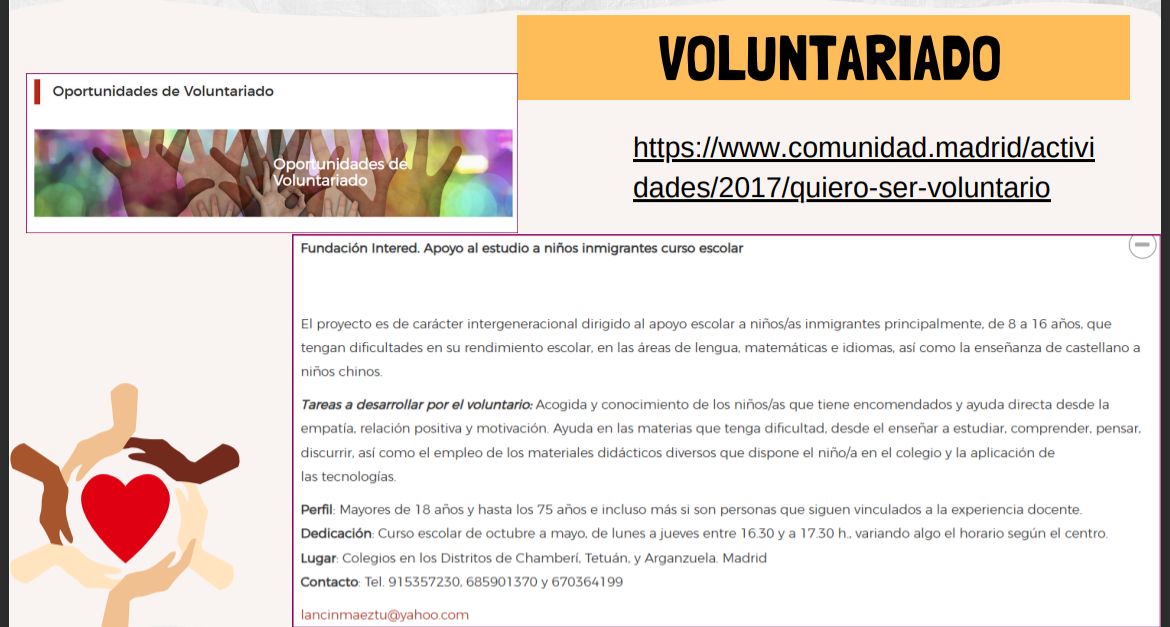 VOLUNTARIADO
Oportunidades de Voluntariado
Oportunidades de
Voluntariado
https://www.comunidad.madrid/activi
dades/2017/quiero-ser-voluntario
Fundación Intered. Apoyo al estudio a niños inmigrantes curso escolar
El proyecto es de carácter intergeneracional dirigido al apoyo escolar a niños/as inmigrantes principalmente, de 8 a 16 años, que
tengan dificultades en su rendimiento escolar, en las áreas de lengua, matemáticas e idiomas, así como la enseñanza de castellano a
niños chinos.
Tareas a desarrollar por el voluntario: Acogida y conocimiento de los niños/as que tiene encomendados y ayuda directa desde la
empatía, relación positiva y motivación. Ayuda en las materias que tenga dificultad, desde el enseñar a estudiar, comprender, pensar,
discurrir, así como el empleo de los materiales didácticos diversos que dispone el niño/a en el colegio y la aplicación de
las tecnologías.
Perfil: Mayores de 18 años y hasta los 75 años e incluso más si son personas que siguen vinculados a la experiencia docente.
Dedicación: Curso escolar de octubre a mayo, de lunes a jueves entre 16.30 y a 17.30 h., variando algo el horario según el centro.
Lugar: Colegios en los Distritos de Chamberí, Tetuán, y Arganzuela. Madrid
Contacto: Tel. 915357230, 685901370 y 670364199
lancinmaeztu@yahoo.com